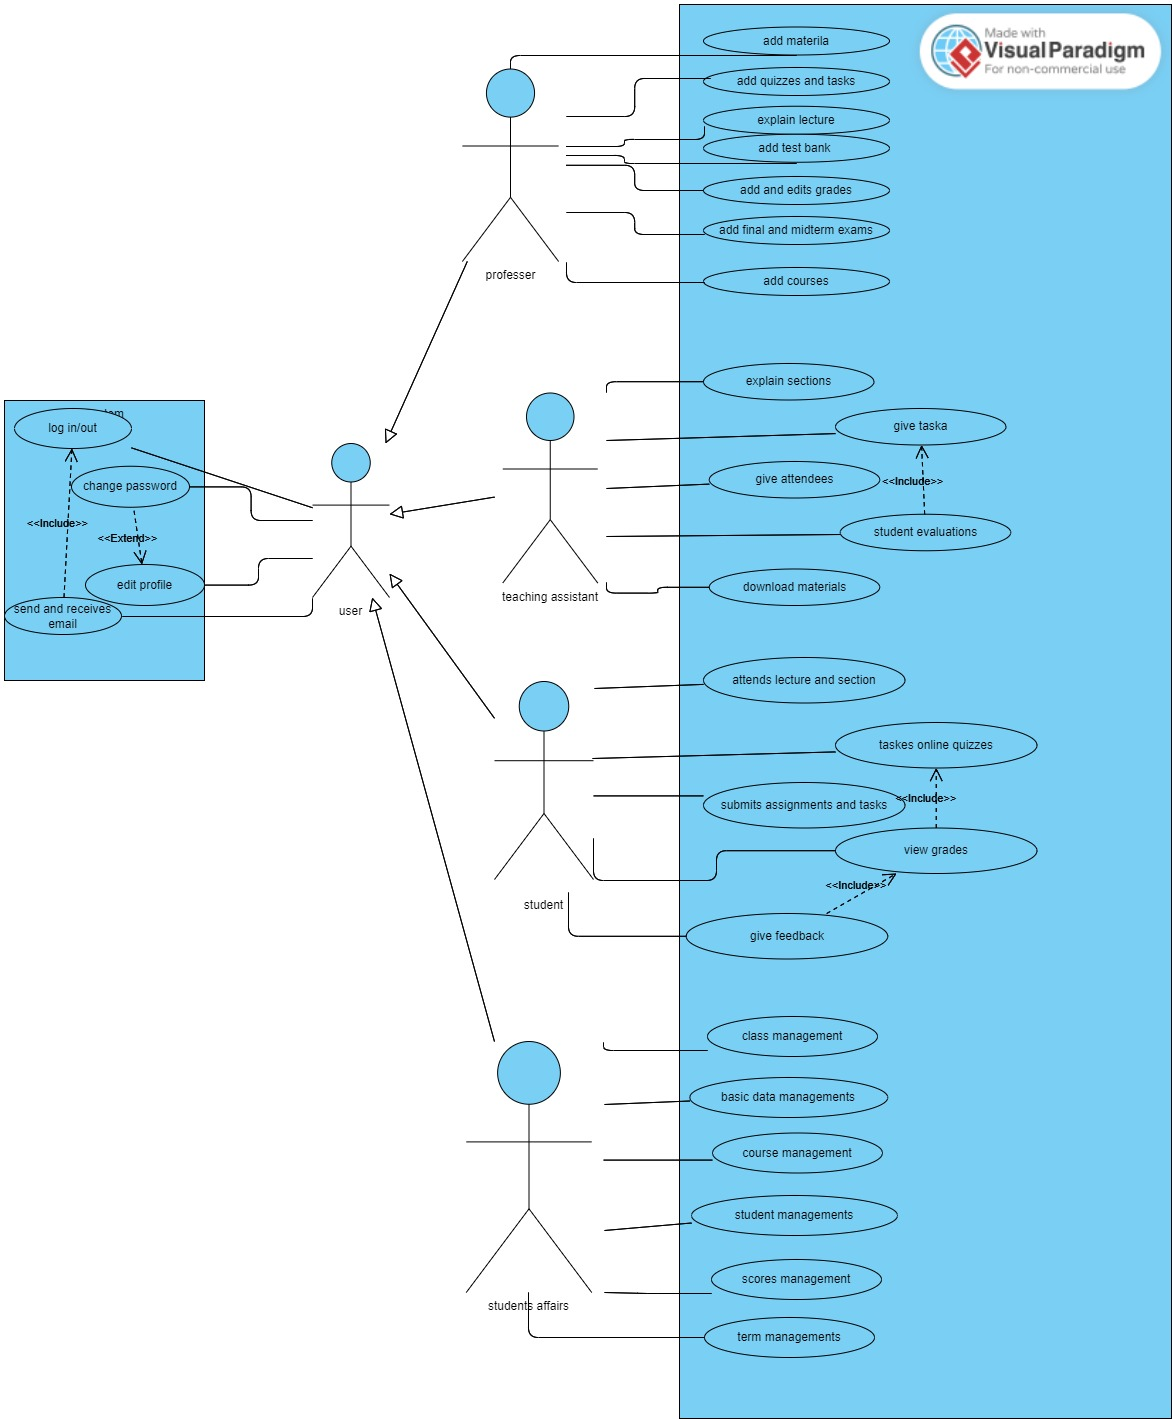 Made with
Visual Paradigm
For non-commercial use
add materila
add quizzes and tasks
explain lecture
add test bank
add and edits grades
add final and midterm exams
add courses
professer
explain sections
give taska
<<Include>>
give attendees
student evaluations
download materials
teaching assistant
log in/out
change password
<<Include>>
<<Extend>>
edit profile
send and receives
email
user
attends lecture and section
taskes online quizzes
<<Include>>
submits assignments and tasks
view grades
<<Include>>
give feedback
student
class management
basic data managements
course management
student managements
scores management
term managements
students affairs